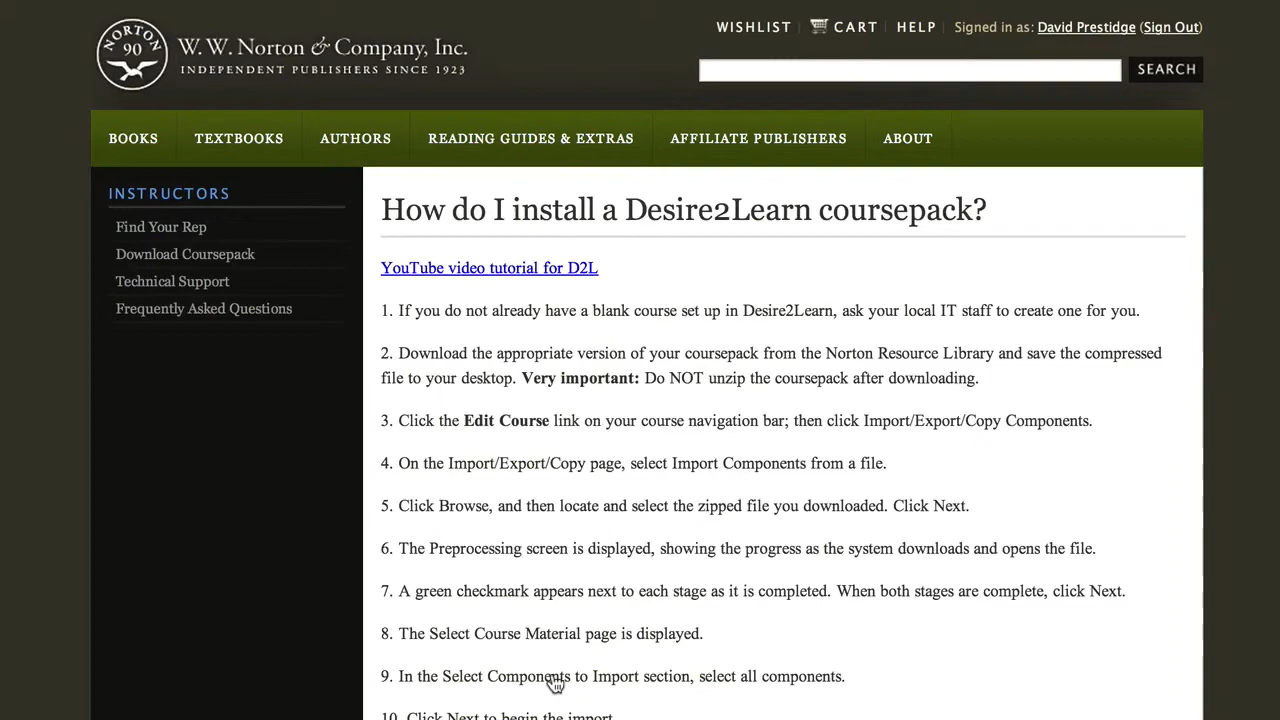 NORTON
90
W. W. Norton & Company, Inc.
INDEPENDENT PUBLISHERS SINCE 1923
WISHLIST CART HELP Signed in as: David Prestidge (Sign Out)
SEARCH
BOOKS TEXTBOOKS AUTHORS READING GUIDES & EXTRAS AFFILIATE PUBLISHERS ABOUT
INSTRUCTORS
Find Your Rep
Download Coursepack
Technical Support
Frequently Asked Questions
How do I install a Desire2Learn coursepack?
YouTube video tutorial for D2L
1. If you do not already have a blank course set up in Desire2Learn, ask your local IT staff to create one for you.
2. Download the appropriate version of your coursepack from the Norton Resource Library and save the compressed
file to your desktop. Very important: Do NOT unzip the coursepack after downloading.
3. Click the Edit Course link on your course navigation bar; then click Import/Export/Copy Components.
4. On the Import/Export/Copy page, select Import Components from a file.
5. Click Browse, and then locate and select the zipped file you downloaded. Click Next.
6. The Preprocessing screen is displayed, showing the progress as the system downloads and opens the file.
7. A green checkmark appears next to each stage as it is completed. When both stages are complete, click Next.
8. The Select Course Material page is displayed.
9. In the Select Components to Import section, select all components.
10. Click Next to begin the import.